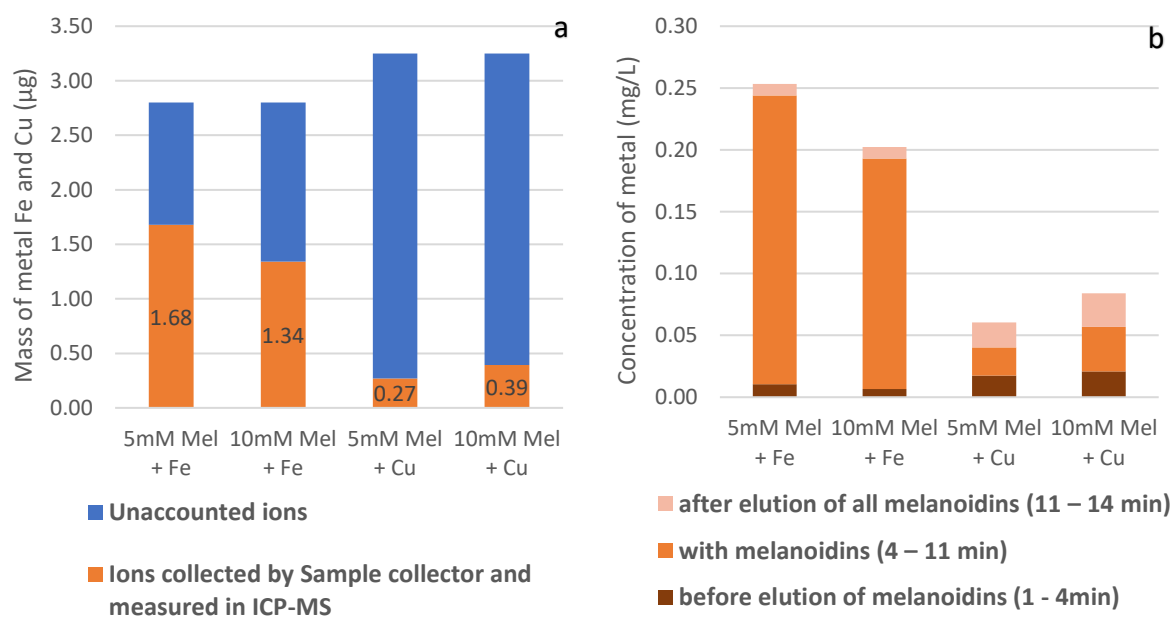 a
Mass of metal Fe and Cu (µg)
3.50
3.00
2.50
2.00
1.50
1.00
0.50
0.00
1.68
1.34
0.27
0.39
5mM Mel
+ Fe
10mM Mel
+ Fe
5mM Mel
+ Cu
10mM Mel
+ Cu
Unaccounted ions
Ions collected by Sample collector and
measured in ICP-MS
b
Concentration of metal (mg/L)
0.30
0.25
0.20
0.15
0.10
0.05
0.00
5mM Mel
+ Fe
10mM Mel
+ Fe
5mM Mel
+ Cu
10mM Mel
+ Cu
after elution of all melanoidins (11 – 14 min)
with melanoidins (4 – 11 min)
before elution of melanoidins (1 - 4min)